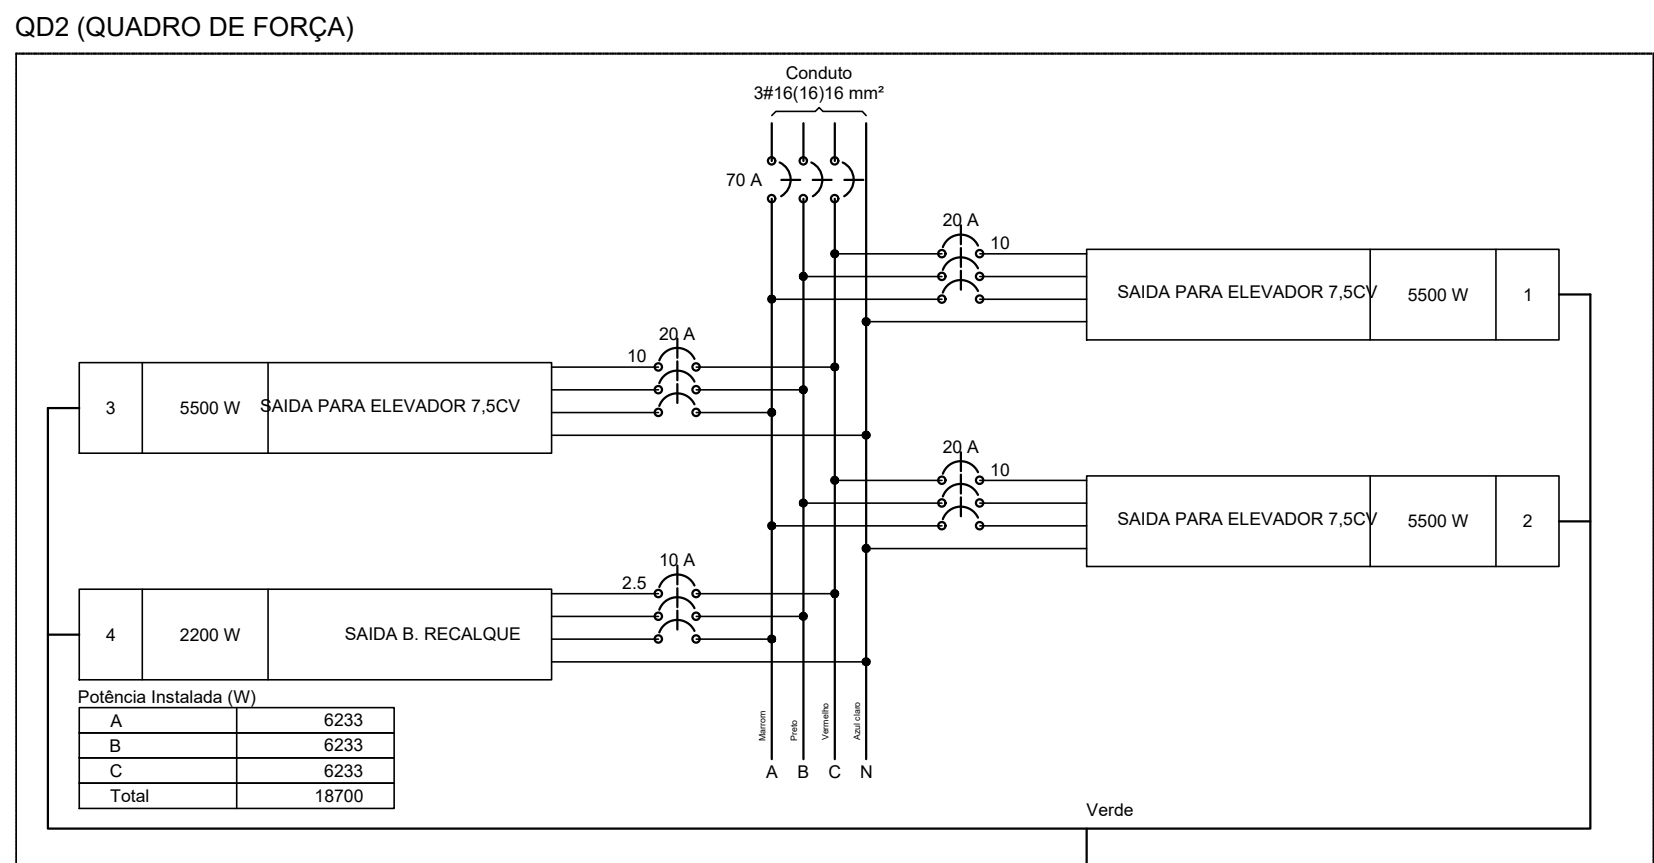 QD2 (QUADRO DE FORÇA)
Conduto
3#16(16)16 mm²
70 A
20 A
10
SAIDA PARA ELEVADOR 7,5CV 5500 W 1
20 A
10
3 5500 W SAIDA PARA ELEVADOR 7,5CV
20 A
10
SAIDA PARA ELEVADOR 7,5CV 5500 W 2
10 A
2.5
4 2200 W SAIDA B. RECALQUE
Potência Instalada (W)
A 6233
B 6233
C 6233
Total 18700
Marrom
Preto
Vermelho
Azul claro
A B C N
Verde